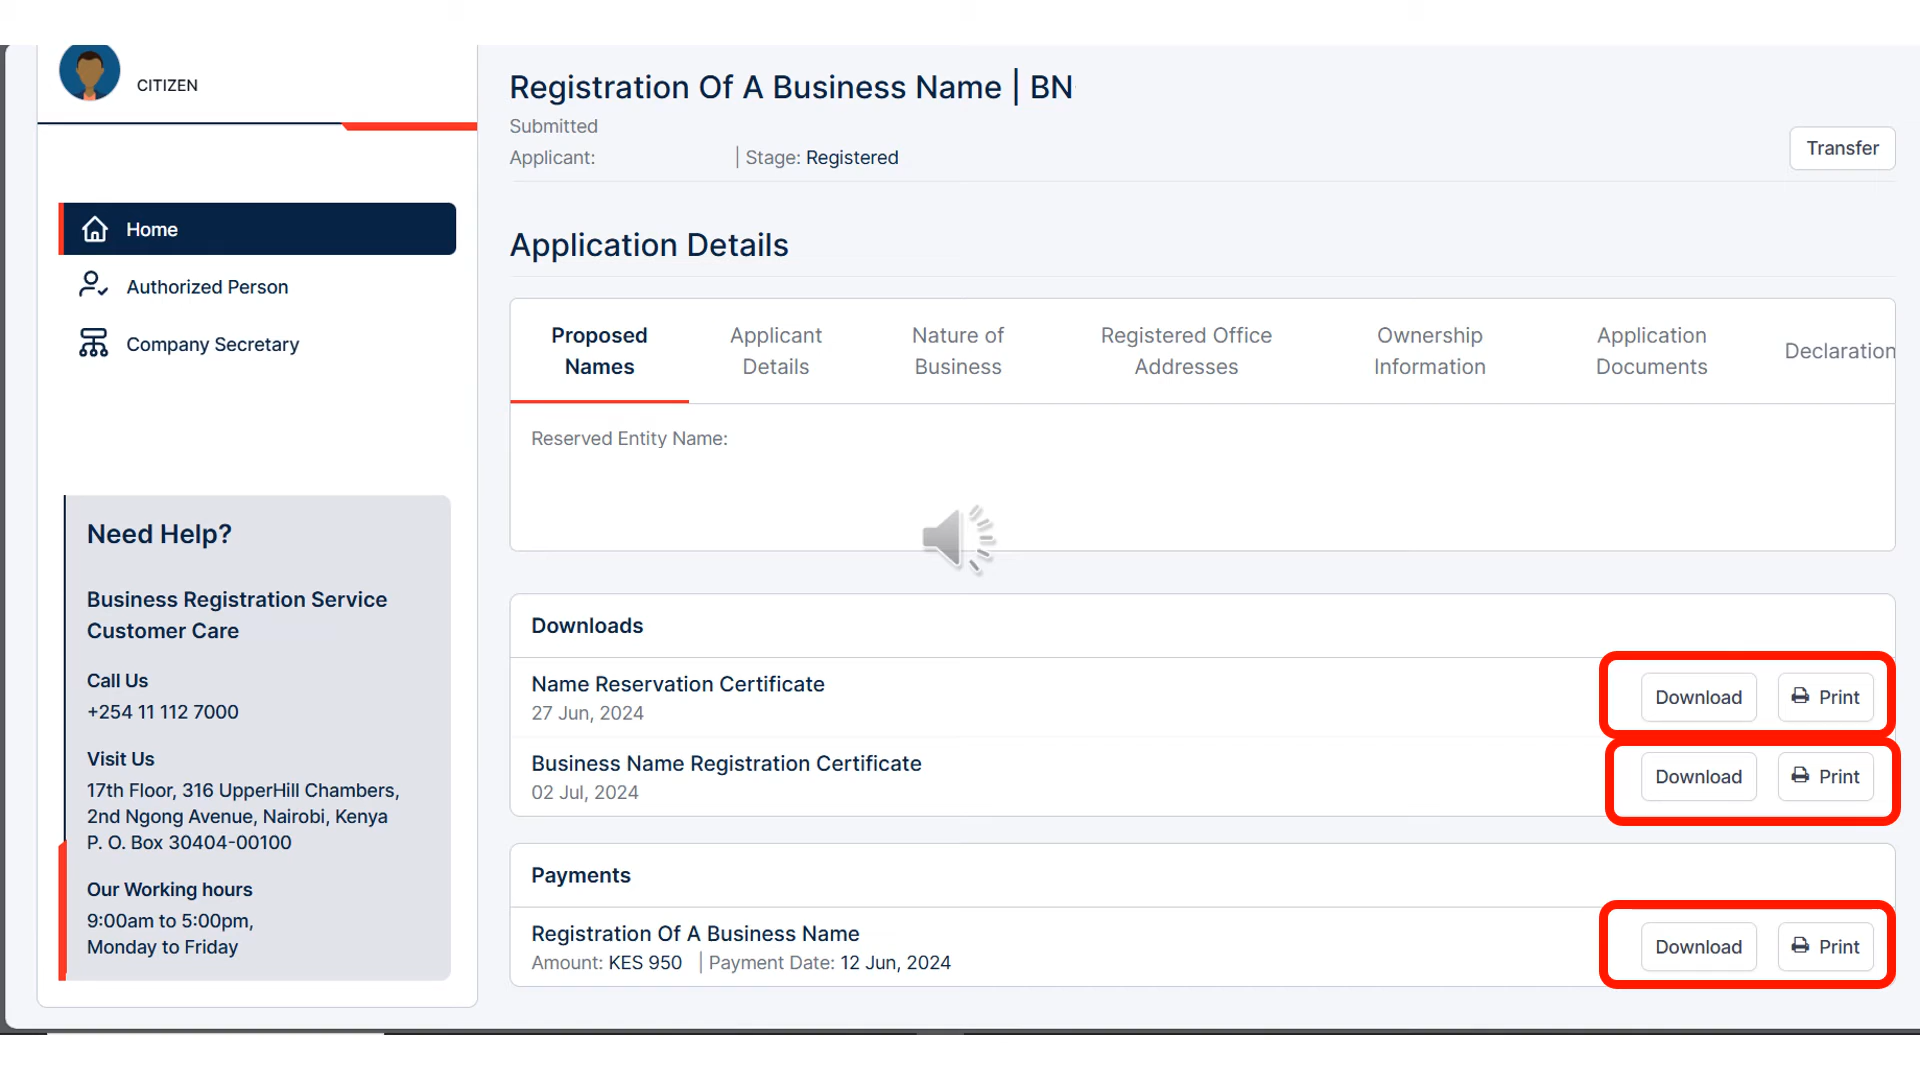 CITIZEN
Home
Authorized Person
Company Secretary
Need Help?
Business Registration Service
Customer Care
Call Us
+254 11 112 7000
Visit Us
17th Floor, 316 UpperHill Chambers,
2nd Ngong Avenue, Nairobi, Kenya
P. O. Box 30404-00100
Our Working hours
9:00am to 5:00pm,
Monday to Friday
Registration Of A Business Name | BN
Submitted
Applicant: | Stage: Registered
Transfer
Application Details
Proposed
Names
Applicant
Details
Nature of
Business
Registered Office
Addresses
Ownership
Information
Application
Documents
Declaration
Reserved Entity Name:
Downloads
Name Reservation Certificate
27 Jun, 2024
Download Print
Business Name Registration Certificate
02 Jul, 2024
Download Print
Payments
Registration Of A Business Name
Amount: KES 950 | Payment Date: 12 Jun, 2024
Download Print